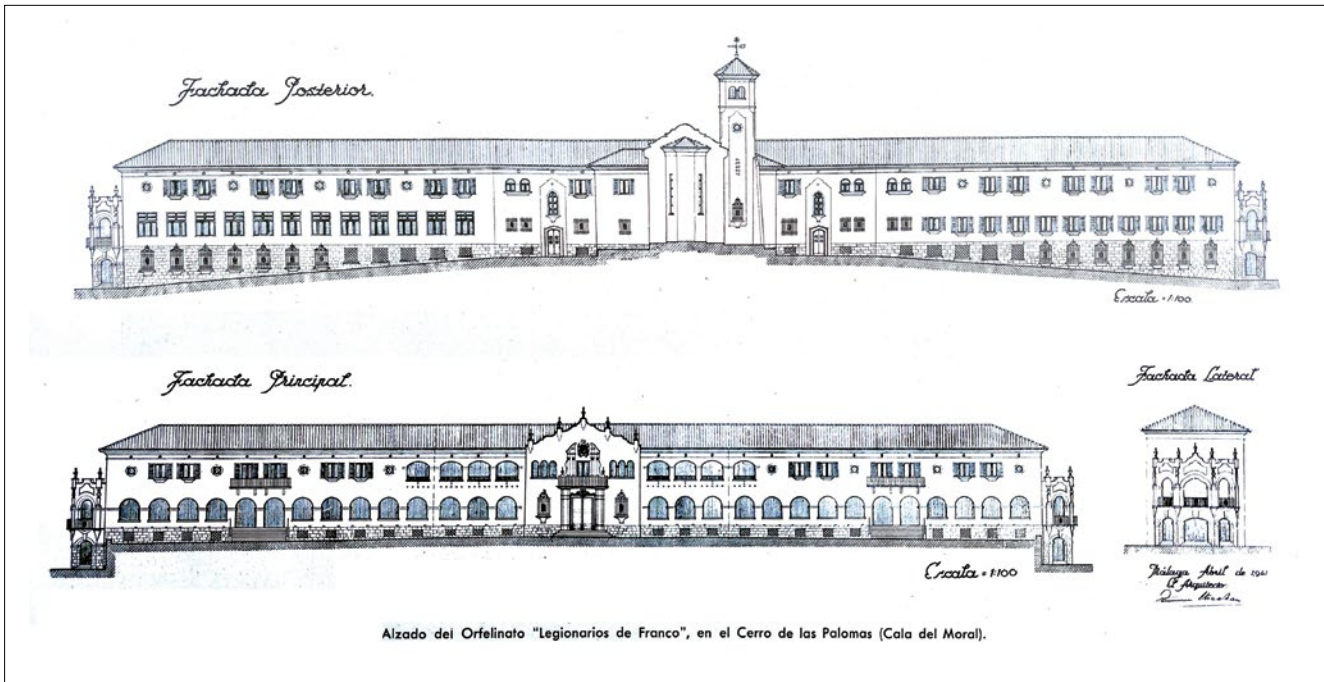 Fachada Posterior.
Escala = 1:100
Fachada Principal.
Fachada Lateral
Escala = 1:100
Málaga Abril de 194
El Arquitecto
Alzado del Orfelinato "Legionarios de Franco", en el Cerro de las Palomas (Cala del Moral).